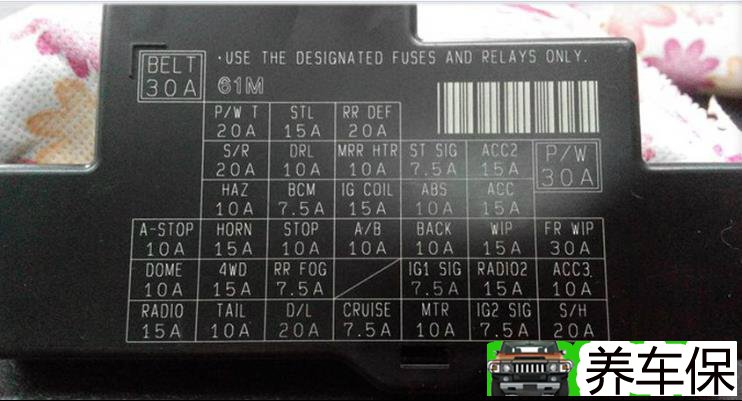 BELT
30A
·USE THE DESIGNATED FUSES AND RELAYS ONLY.
61M
P/W T STL RR DEF
20A 15A 20A
S/R DRL MRR HTR ST SIG ACC2 P/W
20A 10A 10A 7.5A 15A 30A
HAZ BCM IG COIL ABS ACC
10A 7.5A 15A 10A 15A
A-STOP HORN STOP A/B BACK WIP FR WIP
10A 15A 10A 10A 10A 15A 30A
DOME 4WD RR FOG IG1 SIG RADIO2 ACC3
10A 15A 7.5A 7.5A 15A 10A
RADIO TAIL D/L CRUISE MTR IG2 SIG S/H
15A 10A 20A 7.5A 10A 7.5A 20A
养车保